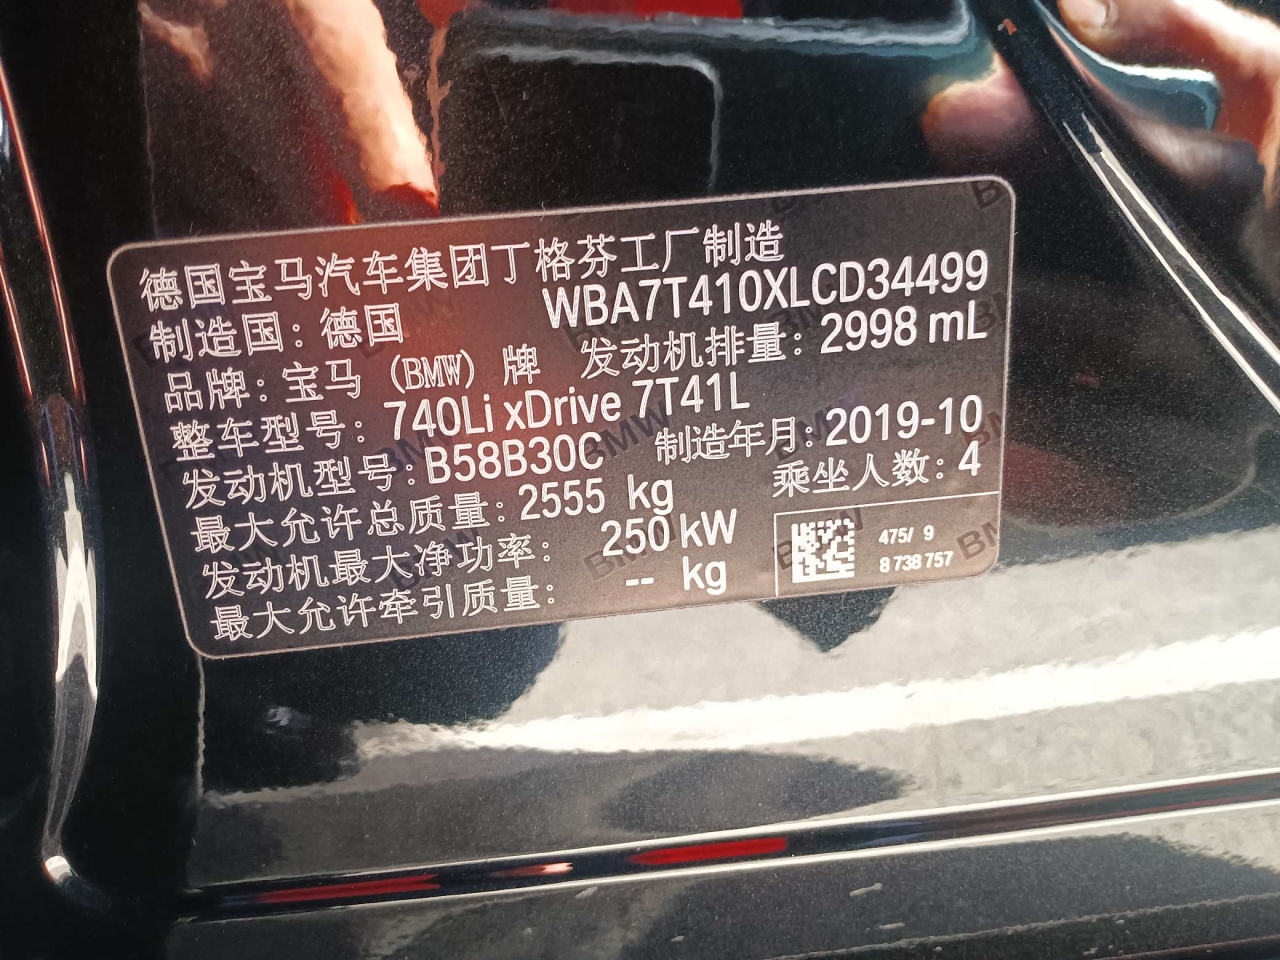 德国宝马汽车集团丁格芬工厂制造
制造国：德国 WBA7T410XLCD34499
品牌：宝马（BMW）牌 发动机排量：2998 mL
整车型号：740Li xDrive 7T41L
发动机型号：B58B30C 制造年月：2019-10
最大允许总质量：2555 kg 乘坐人数：4
发动机最大净功率： 250 kW
最大允许牵引质量： -- kg
475/ 9
8 738 757